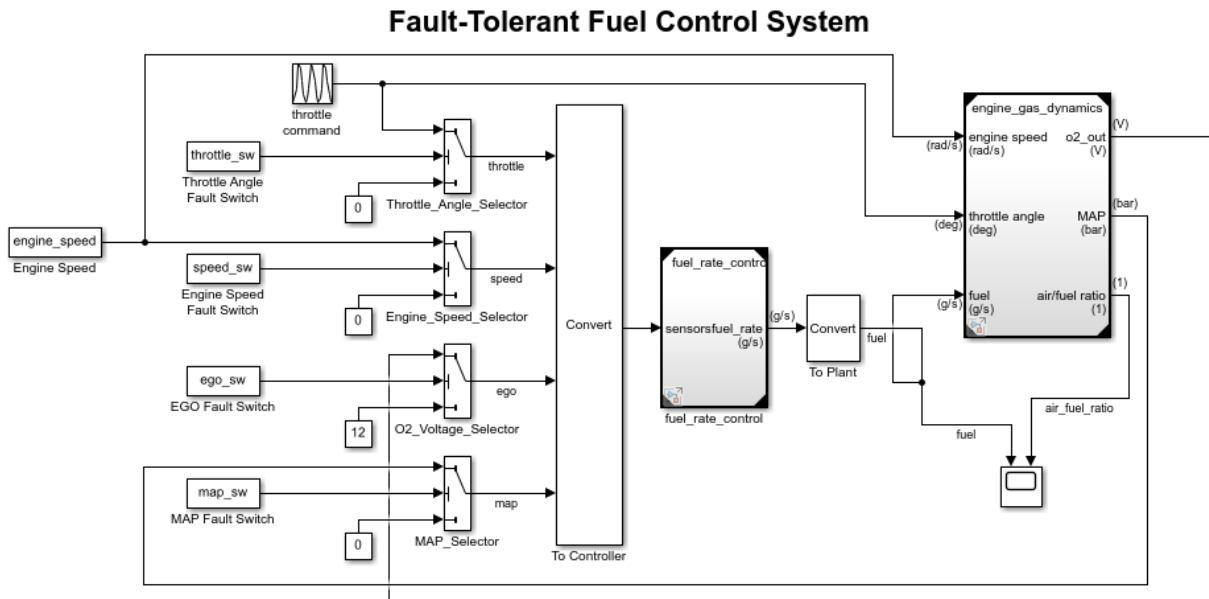 Fault-Tolerant Fuel Control System
throttle
command
throttle_sw
Throttle Angle
Fault Switch
0
Throttle_Angle_Selector
throttle
engine_speed
Engine Speed
speed_sw
Engine Speed
Fault Switch
0
Engine_Speed_Selector
speed
ego_sw
EGO Fault Switch
12
O2_Voltage_Selector
ego
map_sw
MAP Fault Switch
0
MAP_Selector
map
Convert
To Controller
fuel_rate_contro
sensors
fuel_rate
(g/s)
fuel_rate_control
(g/s)
Convert
To Plant
fuel
fuel
engine_gas_dynamics
(rad/s)
engine speed
(rad/s)
o2_out
(V)
(V)
(deg)
throttle angle
(deg)
MAP
(bar)
(bar)
(g/s)
fuel
(g/s)
air/fuel ratio
(1)
(1)
air_fuel_ratio